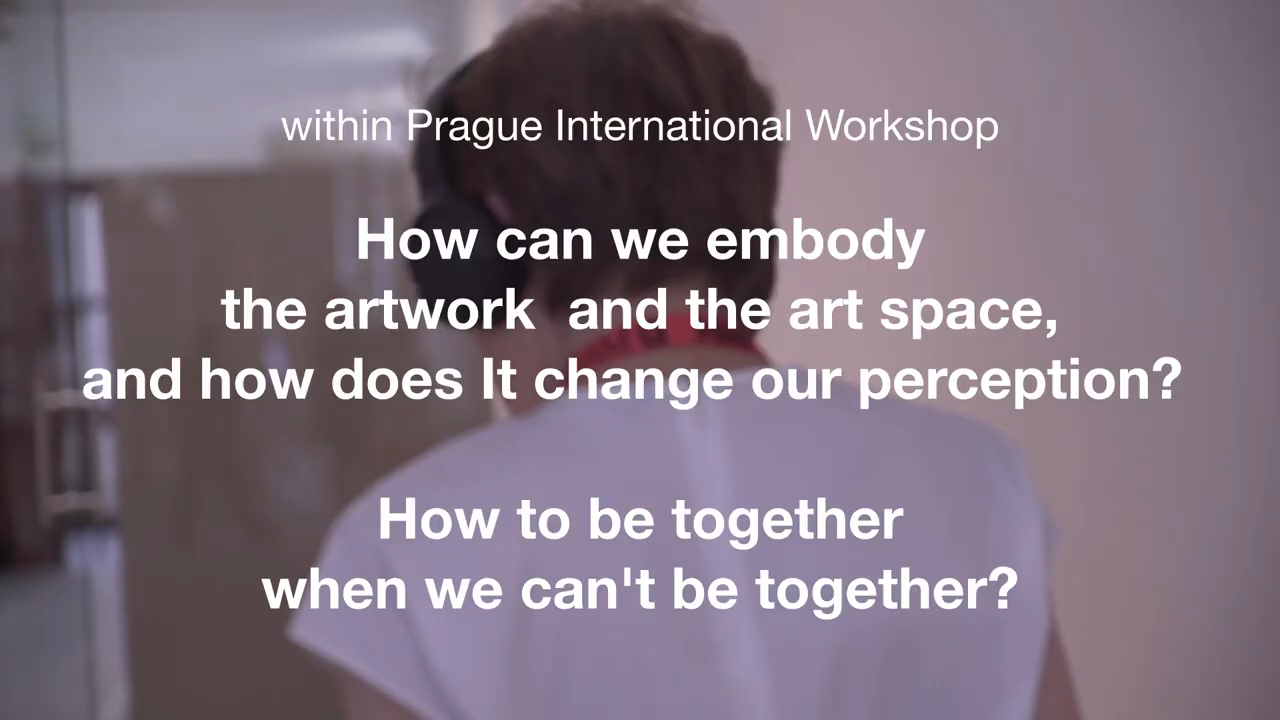 within Prague International Workshop
How can we embody
the artwork  and the art space,
and how does It change our perception?
How to be together
when we can't be together?